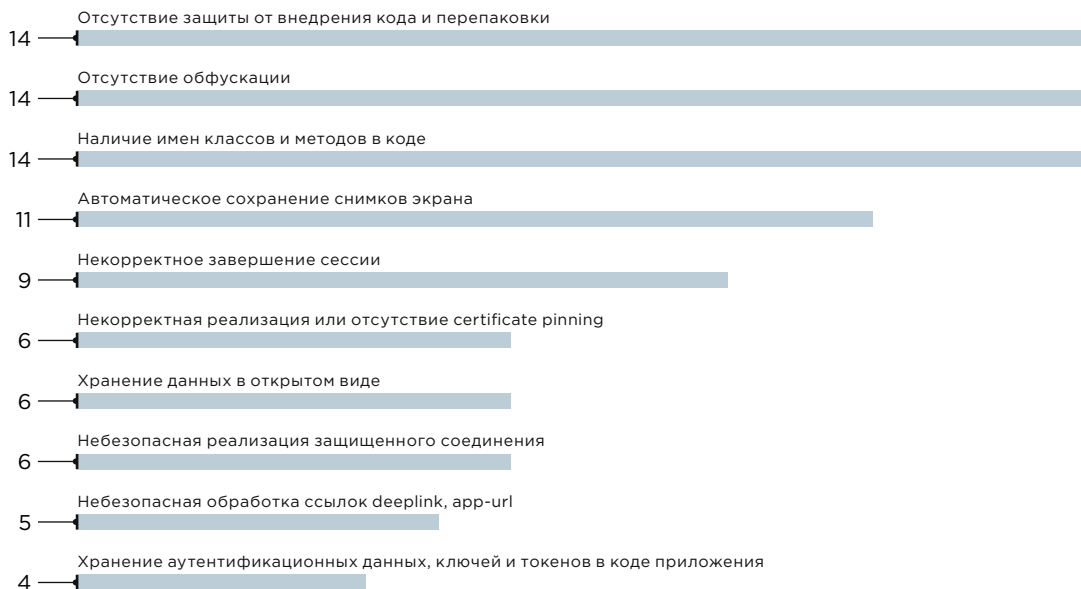 Отсутствие защиты от внедрения кода и перепаковки
14
Отсутствие обфускации
14
Наличие имен классов и методов в коде
14
Автоматическое сохранение снимков экрана
11
Некорректное завершение сессии
9
Некорректная реализация или отсутствие certificate pinning
6
Хранение данных в открытом виде
6
Небезопасная реализация защищенного соединения
6
Небезопасная обработка ссылок deeplink, app-url
5
Хранение аутентификационных данных, ключей и токенов в коде приложения
4